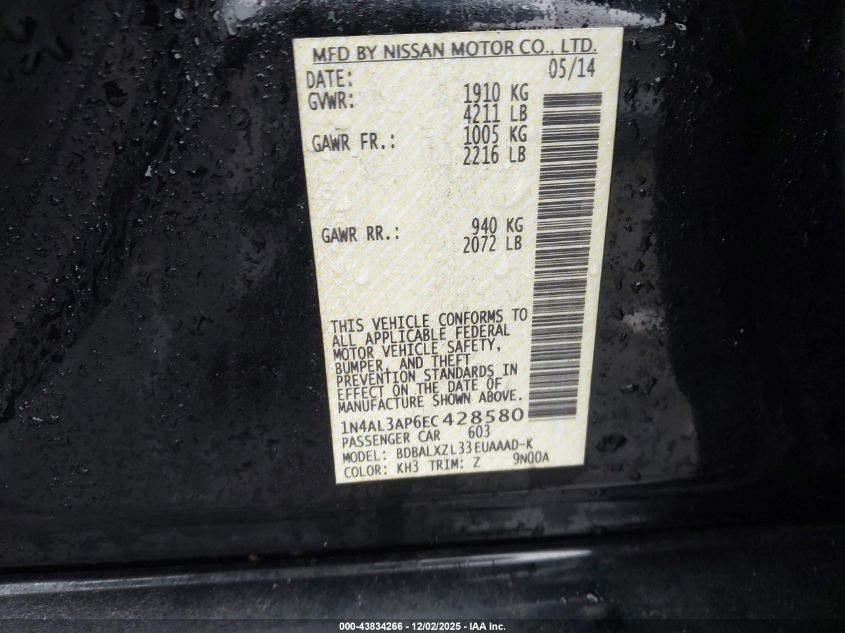 MFD BY NISSAN MOTOR CO., LTD.
DATE: 05/14
GVWR: 1910 KG
4211 LB
GAWR FR.: 1005 KG
2216 LB
GAWR RR.: 940 KG
2072 LB
THIS VEHICLE CONFORMS TO
ALL APPLICABLE FEDERAL
MOTOR VEHICLE SAFETY,
BUMPER, AND THEFT
PREVENTION STANDARDS IN
EFFECT ON THE DATE OF
MANUFACTURE SHOWN ABOVE.
1N4AL3AP6EC428580
PASSENGER CAR 603
MODEL: BDBALXZL33EUAAAD-K
COLOR: KH3 TRIM: Z 9N00A
000-43834266 - 12/02/2025 - IAA Inc.